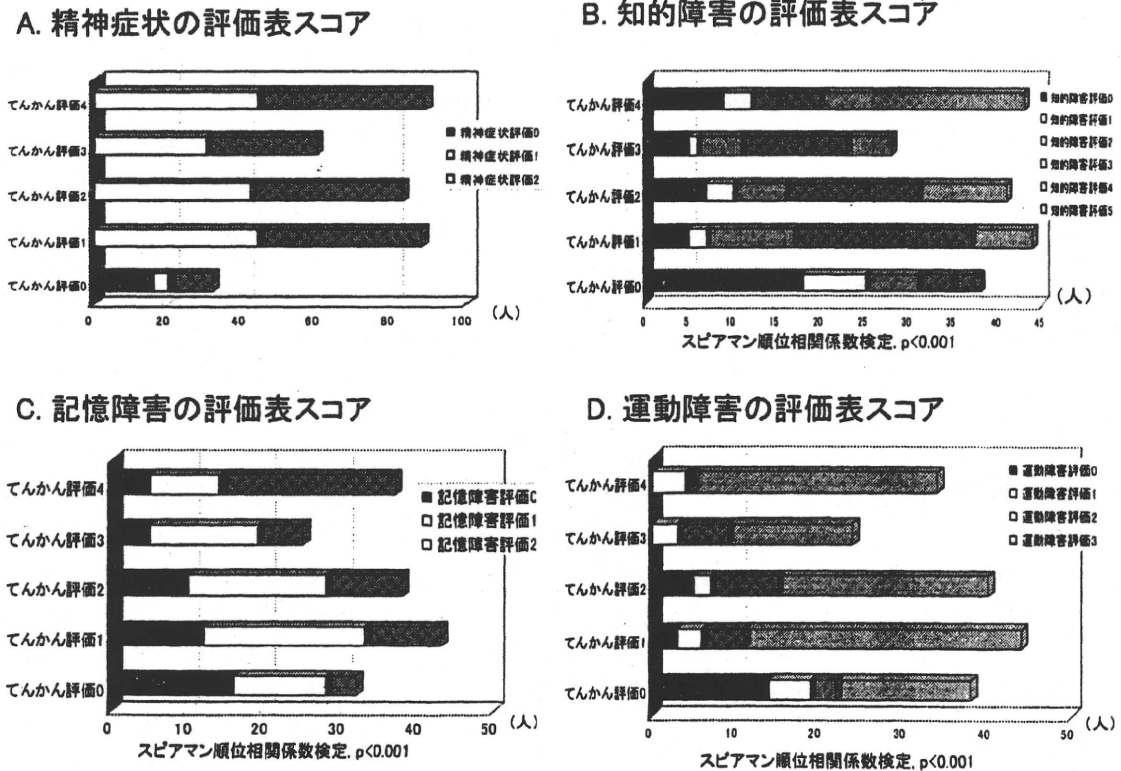 A. 精神症状の評価表スコア
てんかん評価4
てんかん評価3
てんかん評価2
てんかん評価1
てんかん評価0
0 20 40 60 80 100 (人)
精神症状評価0
精神症状評価1
精神症状評価2
B. 知的障害の評価表スコア
てんかん評価4
てんかん評価3
てんかん評価2
てんかん評価1
てんかん評価0
0 5 10 15 20 25 30 35 40 45 (人)
知的障害評価0
知的障害評価1
知的障害評価2
知的障害評価3
知的障害評価4
知的障害評価5
スピアマン順位相関係数検定, p<0.001
C. 記憶障害の評価表スコア
てんかん評価4
てんかん評価3
てんかん評価2
てんかん評価1
てんかん評価0
0 10 20 30 40 50 (人)
記憶障害評価0
記憶障害評価1
記憶障害評価2
スピアマン順位相関係数検定, p<0.001
D. 運動障害の評価表スコア
てんかん評価4
てんかん評価3
てんかん評価2
てんかん評価1
てんかん評価0
0 10 20 30 40 50 (人)
運動障害評価0
運動障害評価1
運動障害評価2
運動障害評価3
スピアマン順位相関係数検定, p<0.001